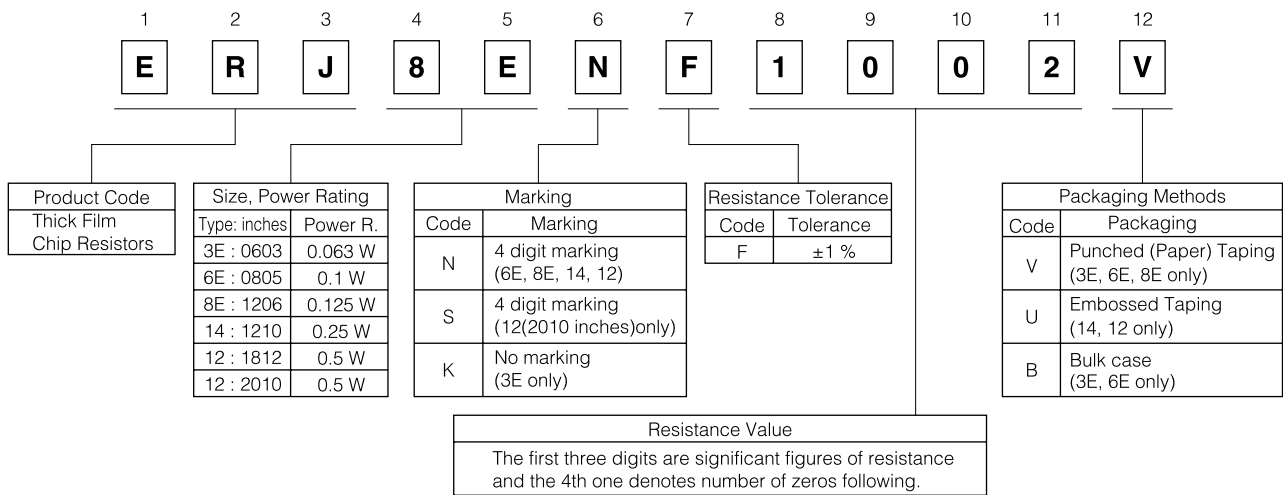 1 2 3 4 5 6 7 8 9 10 11 12
E R J 8 E N F 1 0 0 2 V
Product Code
Thick Film
Chip Resistors
Size, Power Rating
Type: inches Power R.
3E : 0603 0.063 W
6E : 0805 0.1 W
8E : 1206 0.125 W
14 : 1210 0.25 W
12 : 1812 0.5 W
12 : 2010 0.5 W
Marking
Code Marking
N 4 digit marking
(6E, 8E, 14, 12)
S 4 digit marking
(12(2010 inches)only)
K No marking
(3E only)
Resistance Tolerance
Code Tolerance
F ±1 %
Packaging Methods
Code Packaging
V Punched (Paper) Taping
(3E, 6E, 8E only)
U Embossed Taping
(14, 12 only)
B Bulk case
(3E, 6E only)
Resistance Value
The first three digits are significant figures of resistance
and the 4th one denotes number of zeros following.